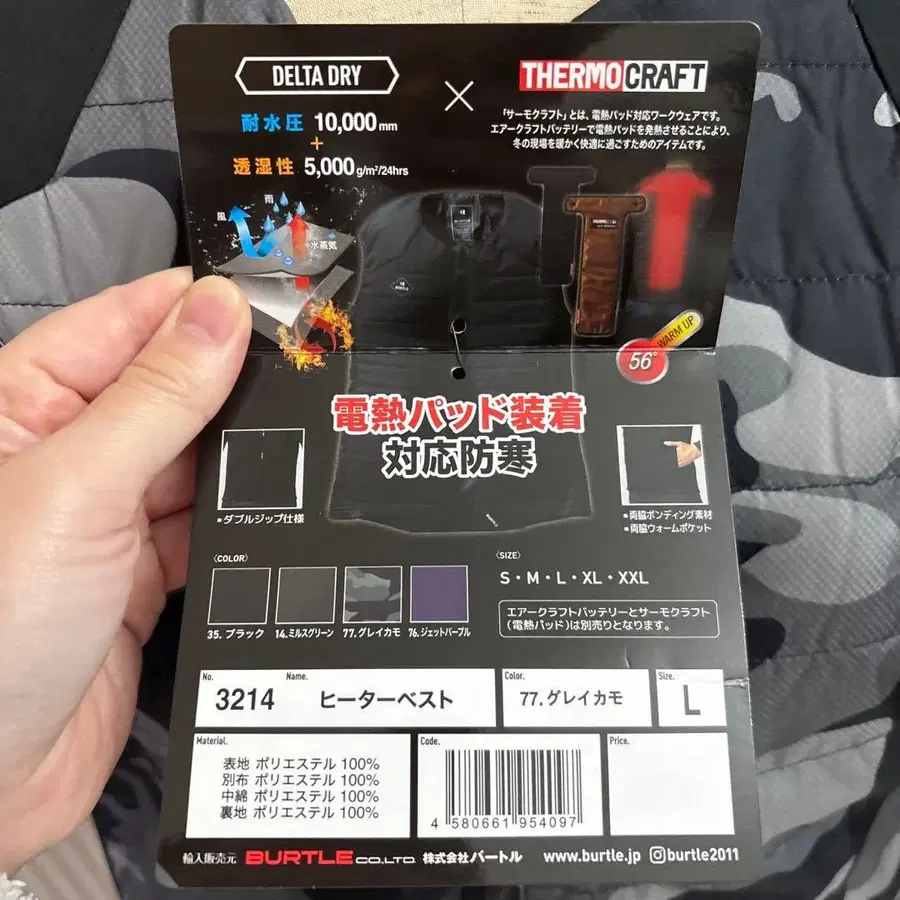 DELTA DRY
×
THERMOCRAFT
耐水圧 10,000mm
+
透湿性 5,000g/m²/24hrs
「サーモクラフト」とは、電熱パッド対応ワークウェアです。
エアークラフトバッテリーで電熱パッドを発熱させることにより、
冬の現場を暖かく快適に過ごすためのアイテムです。
風
雨
水蒸気
THERMOCRAFT
BURTLE
56° WARM UP
電熱パッド装着
対応防寒
▪ダブルジップ仕様
▪両脇ボンディング素材
▪両脇ウォームポケット
〈COLOR〉
35. ブラック
14.ミルスグリーン
77. グレイカモ
76.ジェットパープル
〈SIZE〉
S・M・L・XL・XXL
エアークラフトバッテリーとサーモクラフト
(電熱パッド)は別売りとなります。
No. 3214
Name. ヒーターベスト
Color. 77.グレイカモ
Size. L
Material.
表地 ポリエステル 100%
別布 ポリエステル 100%
中綿 ポリエステル 100%
裏地 ポリエステル 100%
Code.
4 580661 954097
Price.
輸入販売元 BURTLE CO.,LTD. 株式会社バートル www.burtle.jp burtle2011